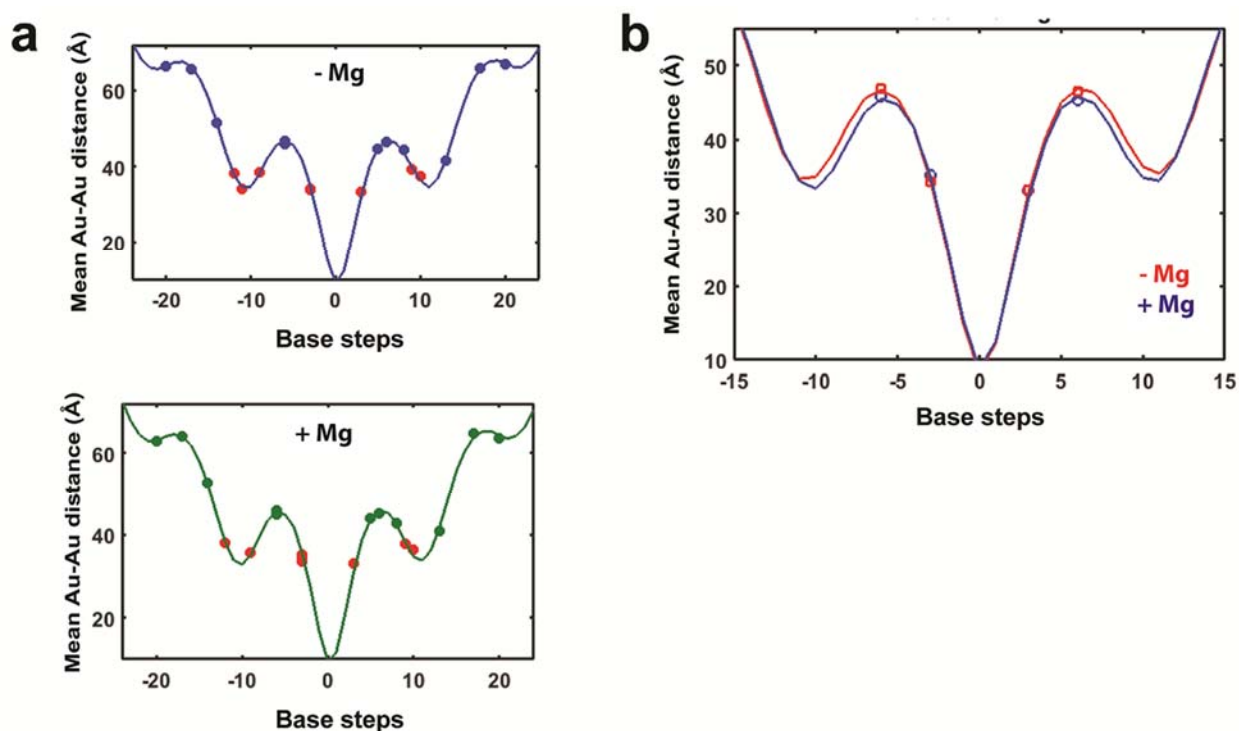 a
- Mg
Mean Au-Au distance (Å)
60
40
20
-20 -10 0 10 20
Base steps
+ Mg
Mean Au-Au distance (Å)
60
40
20
-20 -10 0 10 20
Base steps
b
Mean Au-Au distance (Å)
50
40
30
20
10
- Mg
+ Mg
-15 -10 -5 0 5 10 15
Base steps